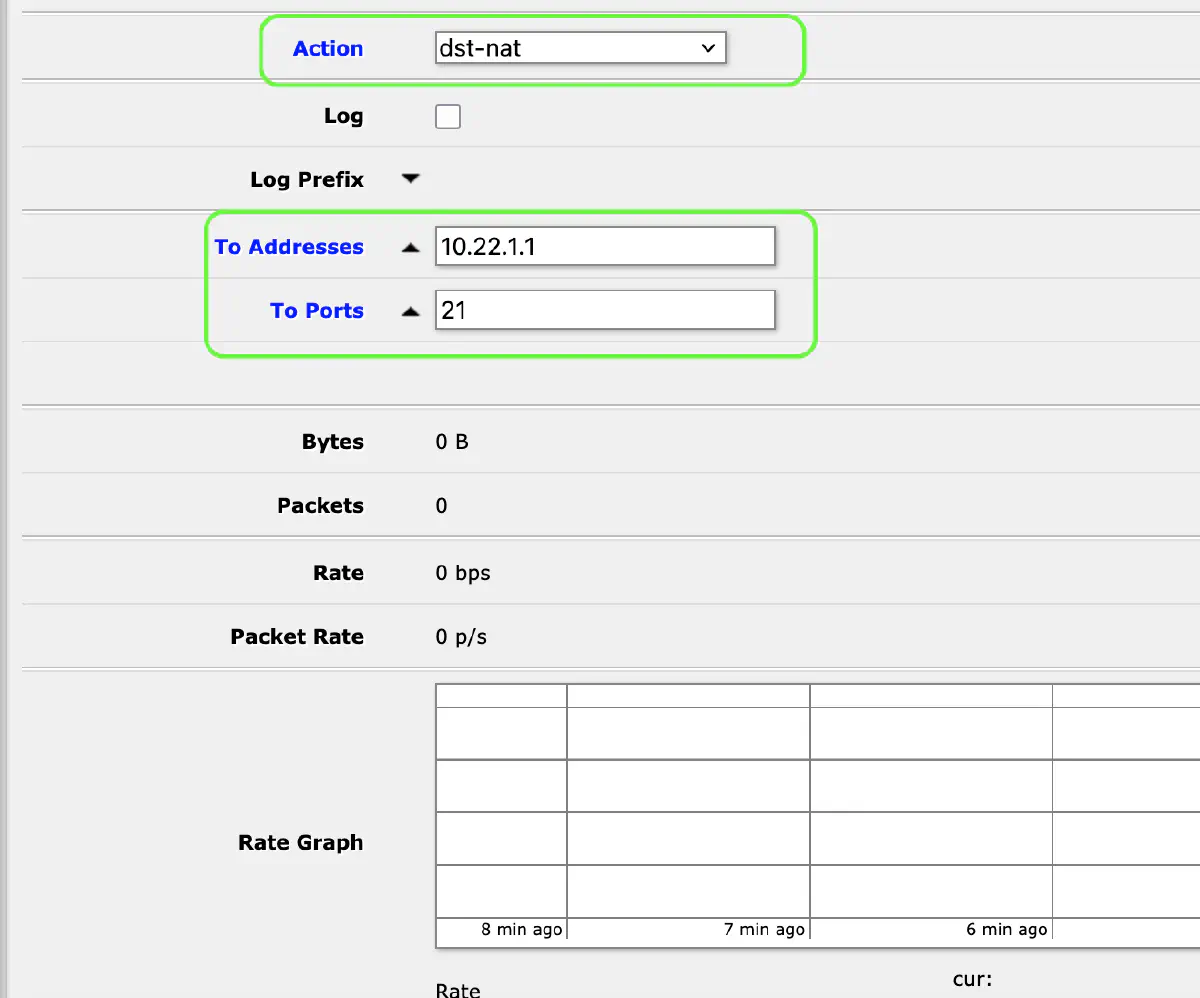 Action dst-nat
Log
Log Prefix
To Addresses 10.22.1.1
To Ports 21
Bytes 0 B
Packets 0
Rate 0 bps
Packet Rate 0 p/s
Rate Graph
8 min ago 7 min ago 6 min ago
cur:
Rate